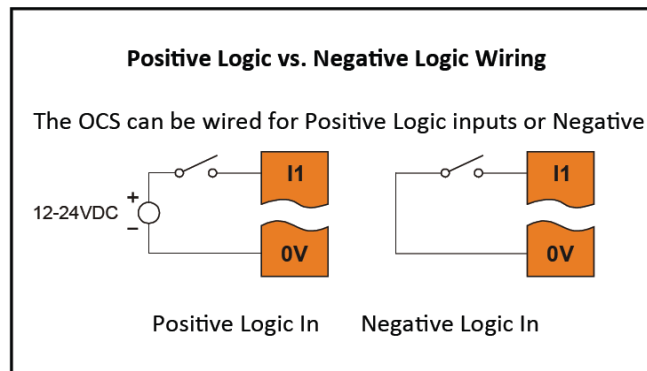 Positive Logic vs. Negative Logic Wiring
The OCS can be wired for Positive Logic inputs or Negative
I1
I1
+
12-24VDC
–
0V
0V
Positive Logic In
Negative Logic In